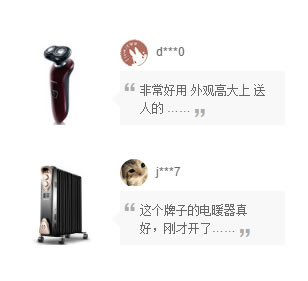 d***0
“ 非常好用 外观高大上 送
人的 …… ”
j***7
“ 这个牌子的电暖器真
好，刚才开了…… ”